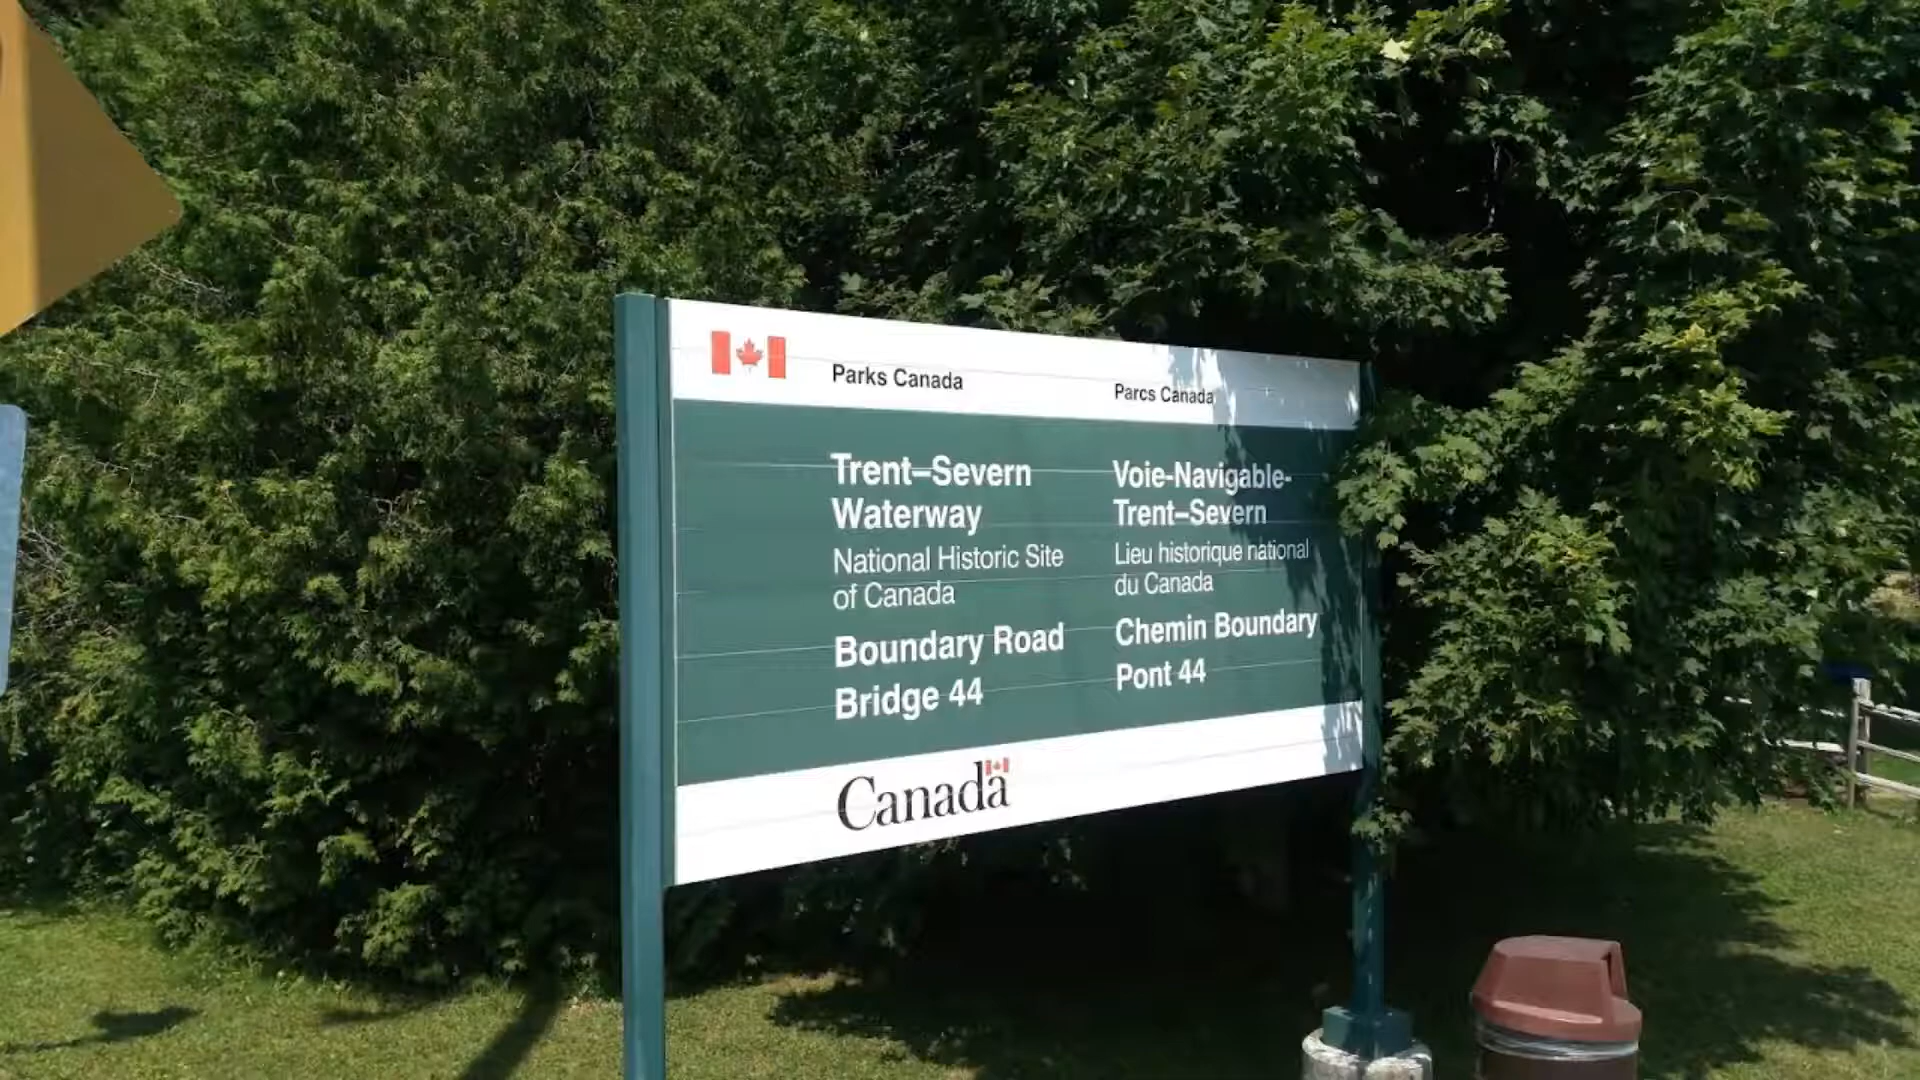 Parks Canada
Parcs Canada
Trent–Severn
Waterway
National Historic Site
of Canada
Boundary Road
Bridge 44
Voie-Navigable-
Trent–Severn
Lieu historique national
du Canada
Chemin Boundary
Pont 44
Canada